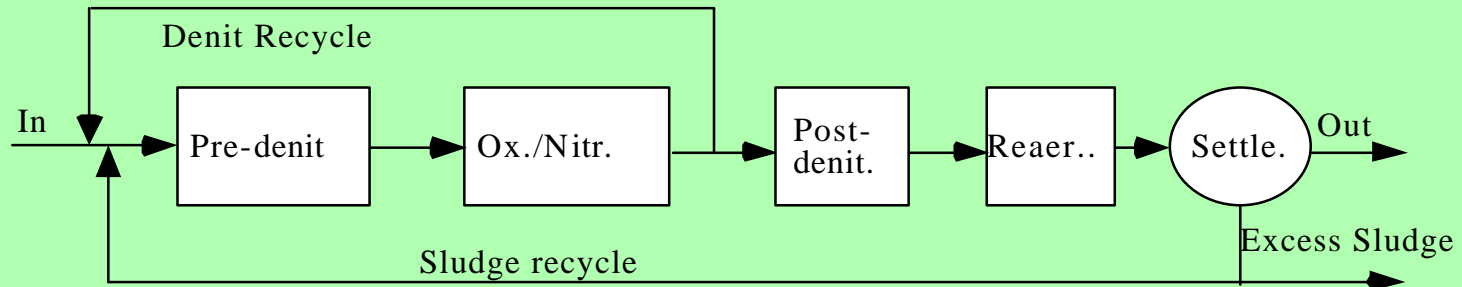 Denit Recycle
In
Pre-denit
Ox./Nitr.
Post-
denit.
Reaer..
Settle.
Out
Excess Sludge
Sludge recycle